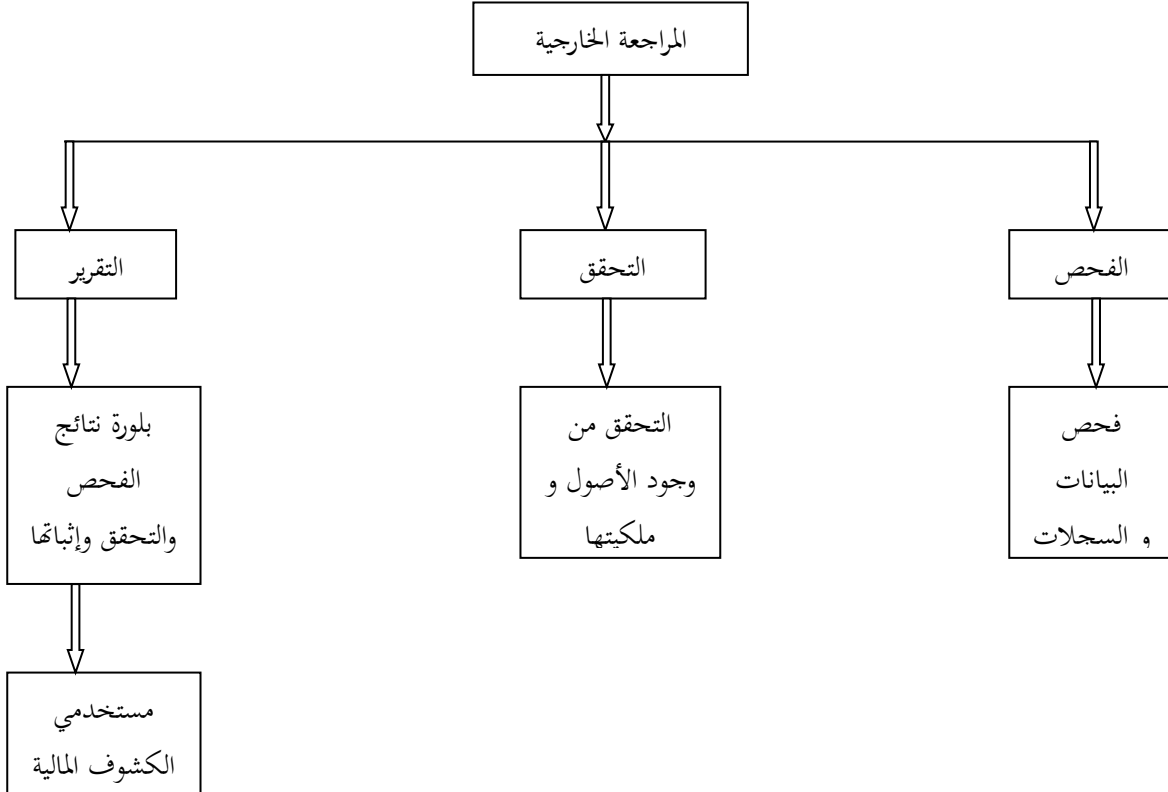 المراجعة الخارجية
الفحص
التحقق
التقرير
فحص
البيانات
و السجلات
التحقق من
وجود الأصول و
ملكيتها
بلورة نتائج
الفحص
والتحقق وإثباتها
مستخدمي
الكشوف المالية